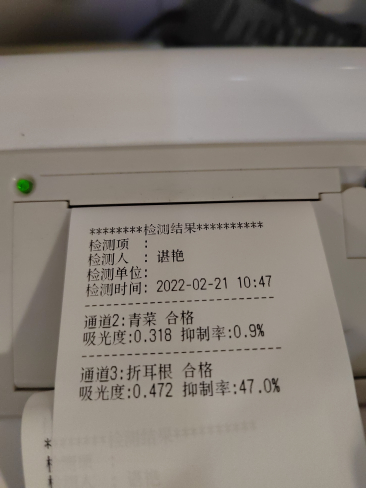 ********检测结果**********
检测项 :
检测人 : 谌艳
检测单位:
检测时间: 2022-02-21 10:47
------------------------------
通道2:青菜 合格
吸光度:0.318 抑制率:0.9%
------------------------------
通道3:折耳根 合格
吸光度:0.472 抑制率:47.0%